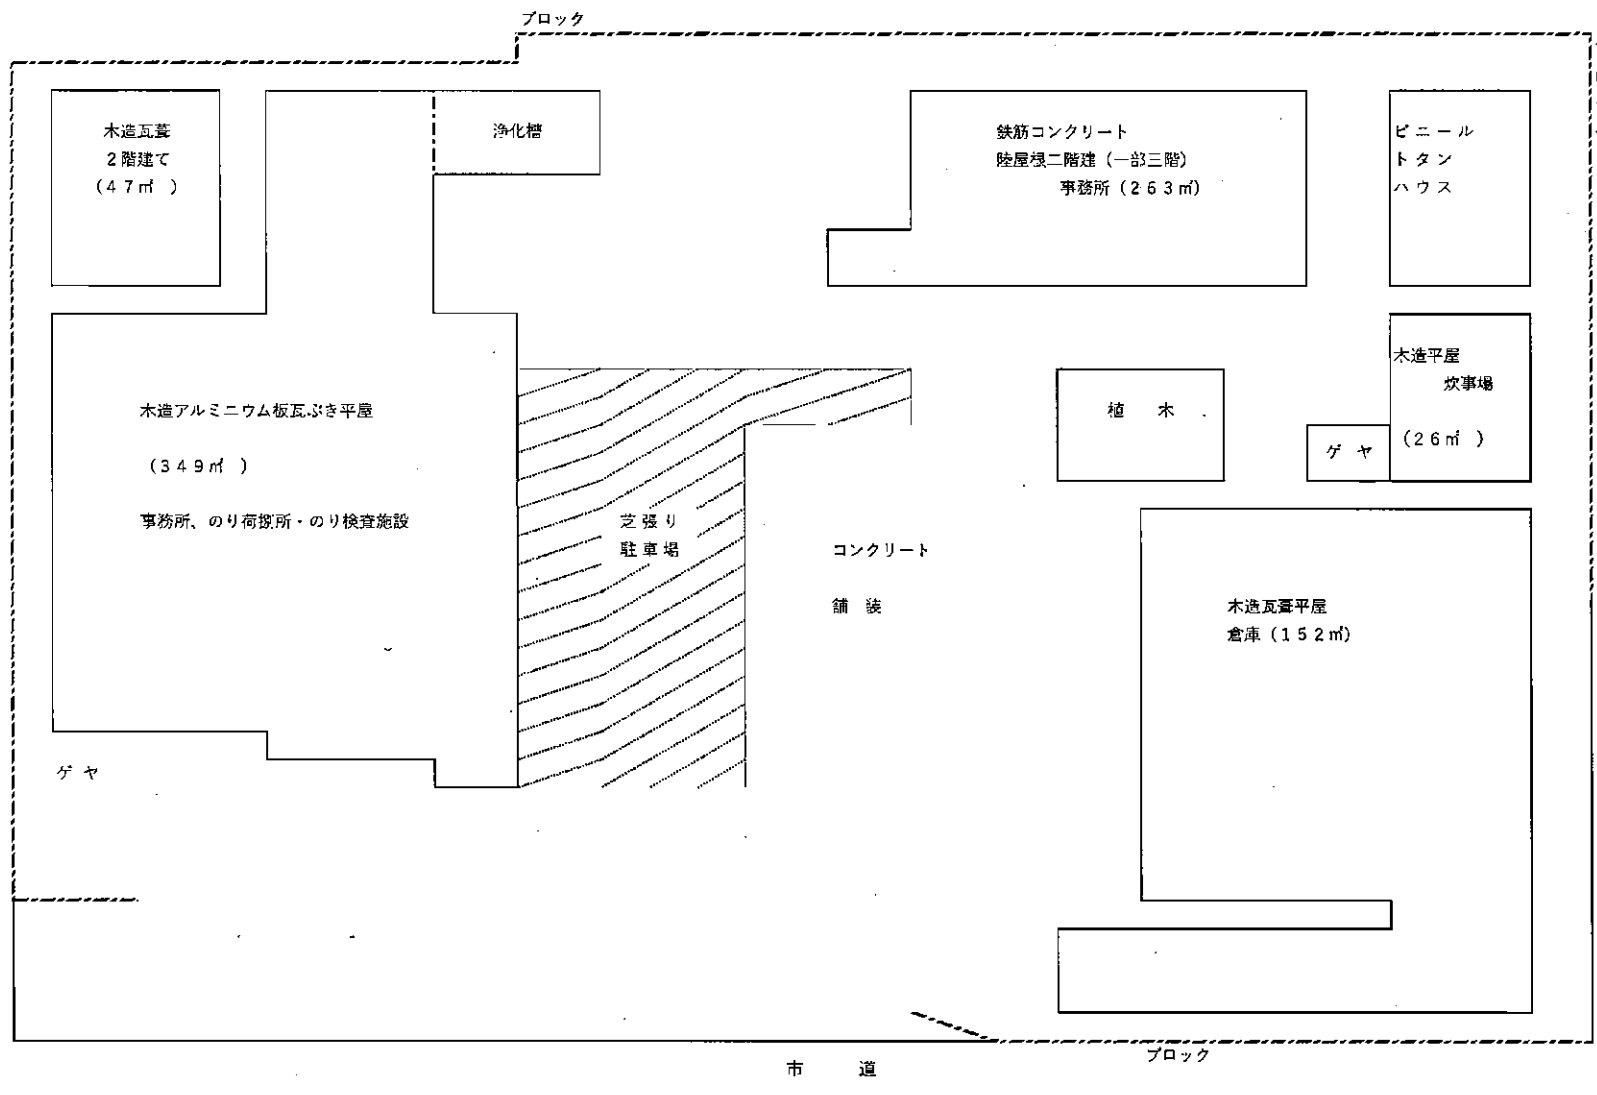 ブロック
木造瓦葺
2階建て
(47㎡ )
浄化槽
鉄筋コンクリート
陸屋根二階建(一部三階)
事務所(263㎡)
ビニール
トタン
ハウス
木造平屋
炊事場
(26㎡ )
ゲヤ
植 木
木造アルミニウム板瓦ぶき平屋
(349㎡ )
事務所、のり荷捌所・のり検査施設
芝張り
駐車場
コンクリート
舗 装
木造瓦葺平屋
倉庫(152㎡)
ゲヤ
ブロック
市 道